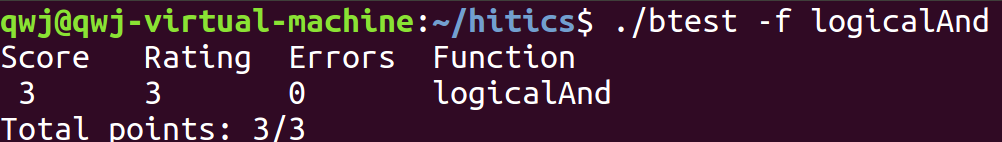 qwj@qwj-virtual-machine:~/hitics$ ./btest -f logicalAnd
Score Rating Errors Function
3 3 0 logicalAnd
Total points: 3/3